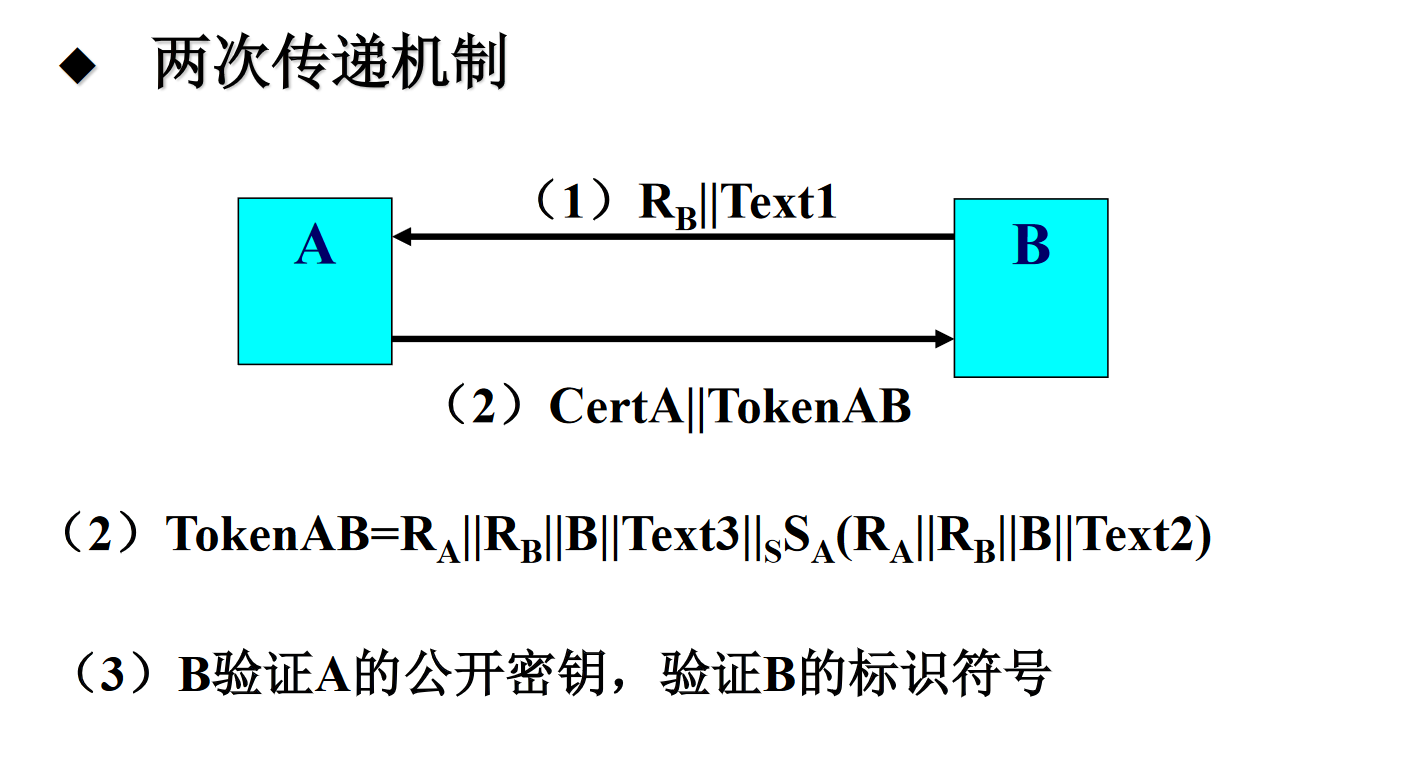 ◆ 两次传递机制
（1）R_B||Text1
A
B
（2）CertA||TokenAB
（2）TokenAB=R_A||R_B||B||Text3||_SS_A(R_A||R_B||B||Text2)
（3）B验证A的公开密钥，验证B的标识符号